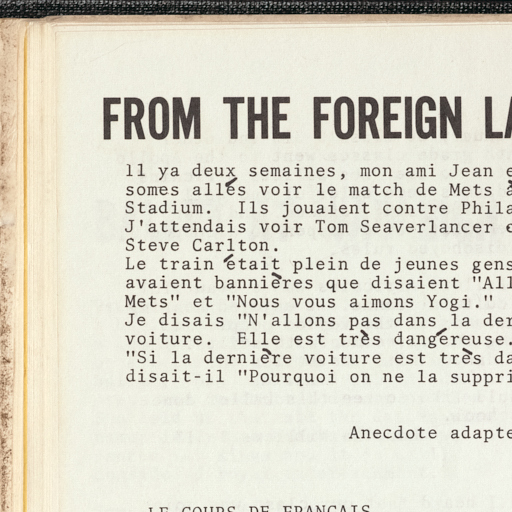 FROM THE FOREIGN LA
Il ya deux semaines, mon ami Jean e
somes allés voir le match de Mets à
Stadium.  Ils jouaient contre Phila
J'attendais voir Tom Seaverlancer e
Steve Carlton.
Le train était plein de jeunes gens
avaient bannières que disaient "All
Mets" et "Nous vous aimons Yogi."
Je disais "N'allons pas dans la der
voiture.  Elle est très dangéreuse.
"Si la dernière voiture est très da
disait-il "Pourquoi on ne la suppri
Anecdote adapte
LE COURS DE FRANCAIS